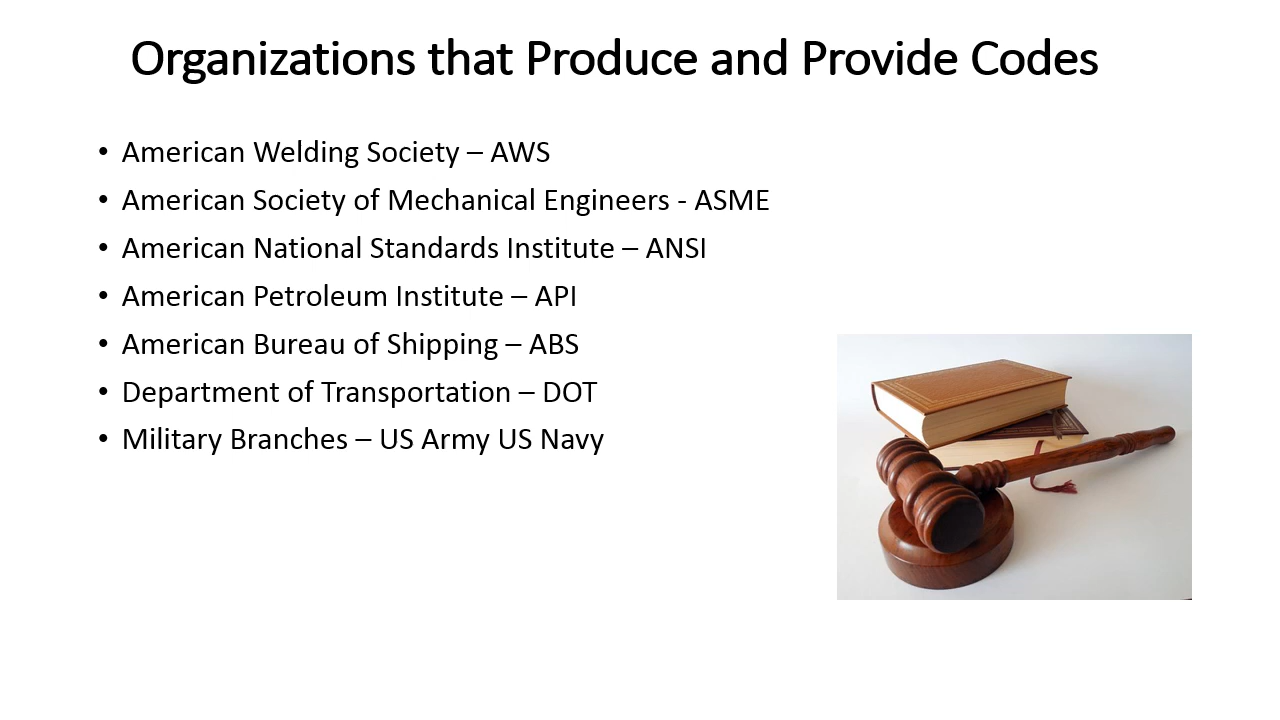 Organizations that Produce and Provide Codes
• American Welding Society – AWS
• American Society of Mechanical Engineers - ASME
• American National Standards Institute – ANSI
• American Petroleum Institute – API
• American Bureau of Shipping – ABS
• Department of Transportation – DOT
• Military Branches – US Army US Navy